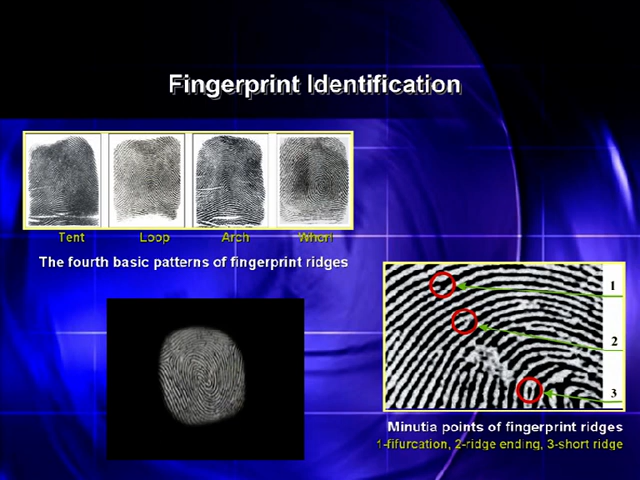 Fingerprint Identification
Tent Loop Arch Whorl
The fourth basic patterns of fingerprint ridges
1
2
3
Minutia points of fingerprint ridges
1-fifurcation, 2-ridge ending, 3-short ridge